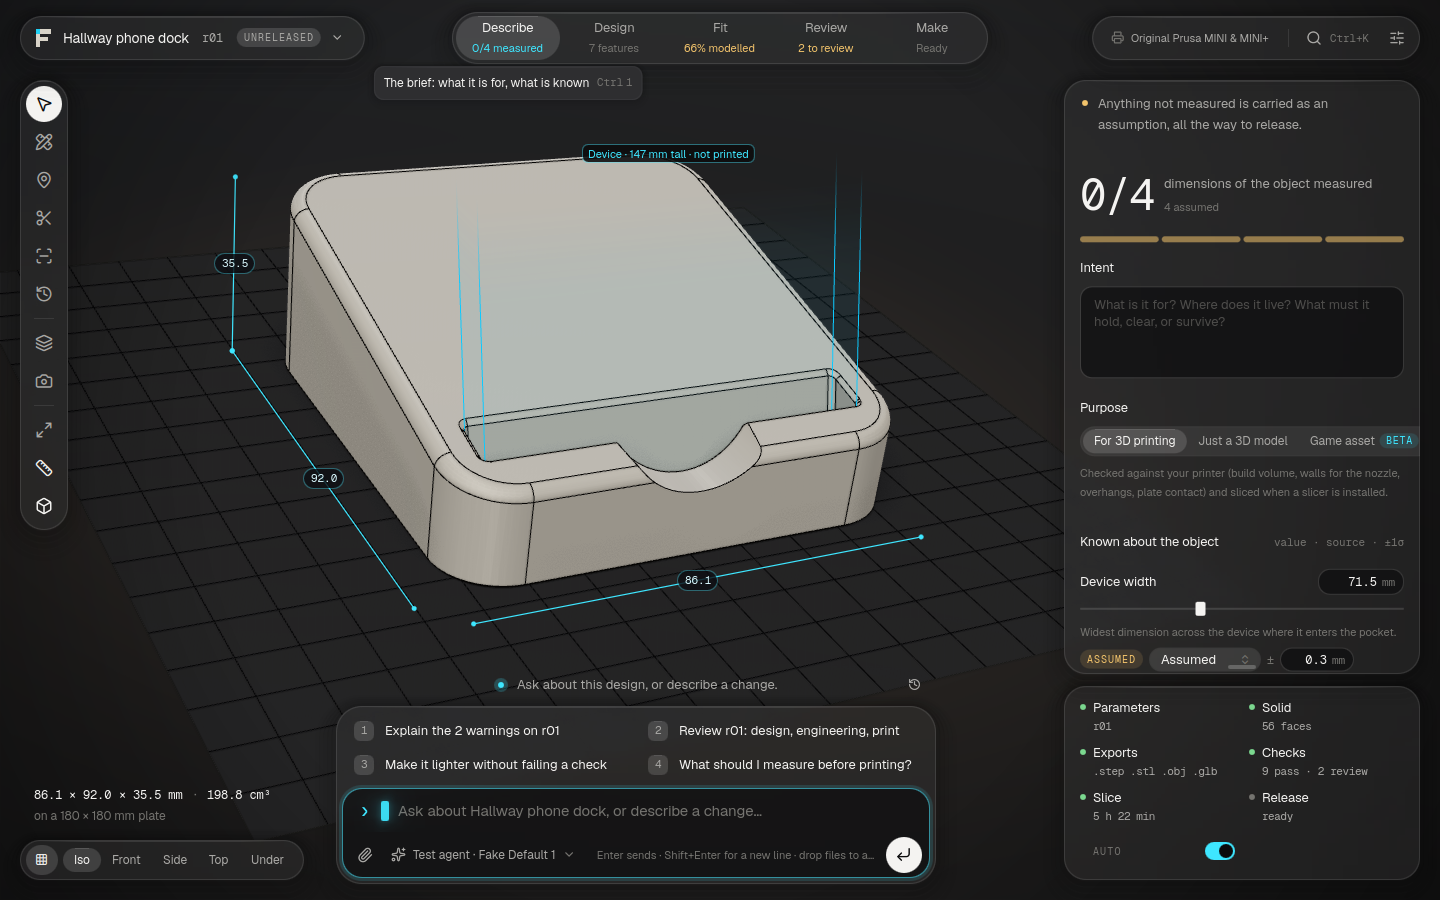 Hallway phone dock r01 UNRELEASED
Describe
0/4 measured
Design
7 features
Fit
66% modelled
Review
2 to review
Make
Ready
Original Prusa MINI & MINI+
Ctrl+K
The brief: what it is for, what is known Ctrl 1
Device · 147 mm tall · not printed
35.5
92.0
86.1
Anything not measured is carried as an
assumption, all the way to release.
0/4
dimensions of the object measured
4 assumed
Intent
What is it for? Where does it live? What must it
hold, clear, or survive?
Purpose
For 3D printing Just a 3D model Game asset BETA
Checked against your printer (build volume, walls for the nozzle,
overhangs, plate contact) and sliced when a slicer is installed.
Known about the object value · source · ±1σ
Device width 71.5 mm
Widest dimension across the device where it enters the pocket.
ASSUMED Assumed ± 0.3 mm
Parameters
r01
Solid
56 faces
Exports
.step .stl .obj .glb
Checks
9 pass · 2 review
Slice
5 h 22 min
Release
ready
AUTO
Ask about this design, or describe a change.
1 Explain the 2 warnings on r01
2 Review r01: design, engineering, print
3 Make it lighter without failing a check
4 What should I measure before printing?
Ask about Hallway phone dock, or describe a change...
Test agent · Fake Default 1
Enter sends · Shift+Enter for a new line · drop files to a...
86.1 × 92.0 × 35.5 mm · 198.8 cm³
on a 180 × 180 mm plate
Iso Front Side Top Under